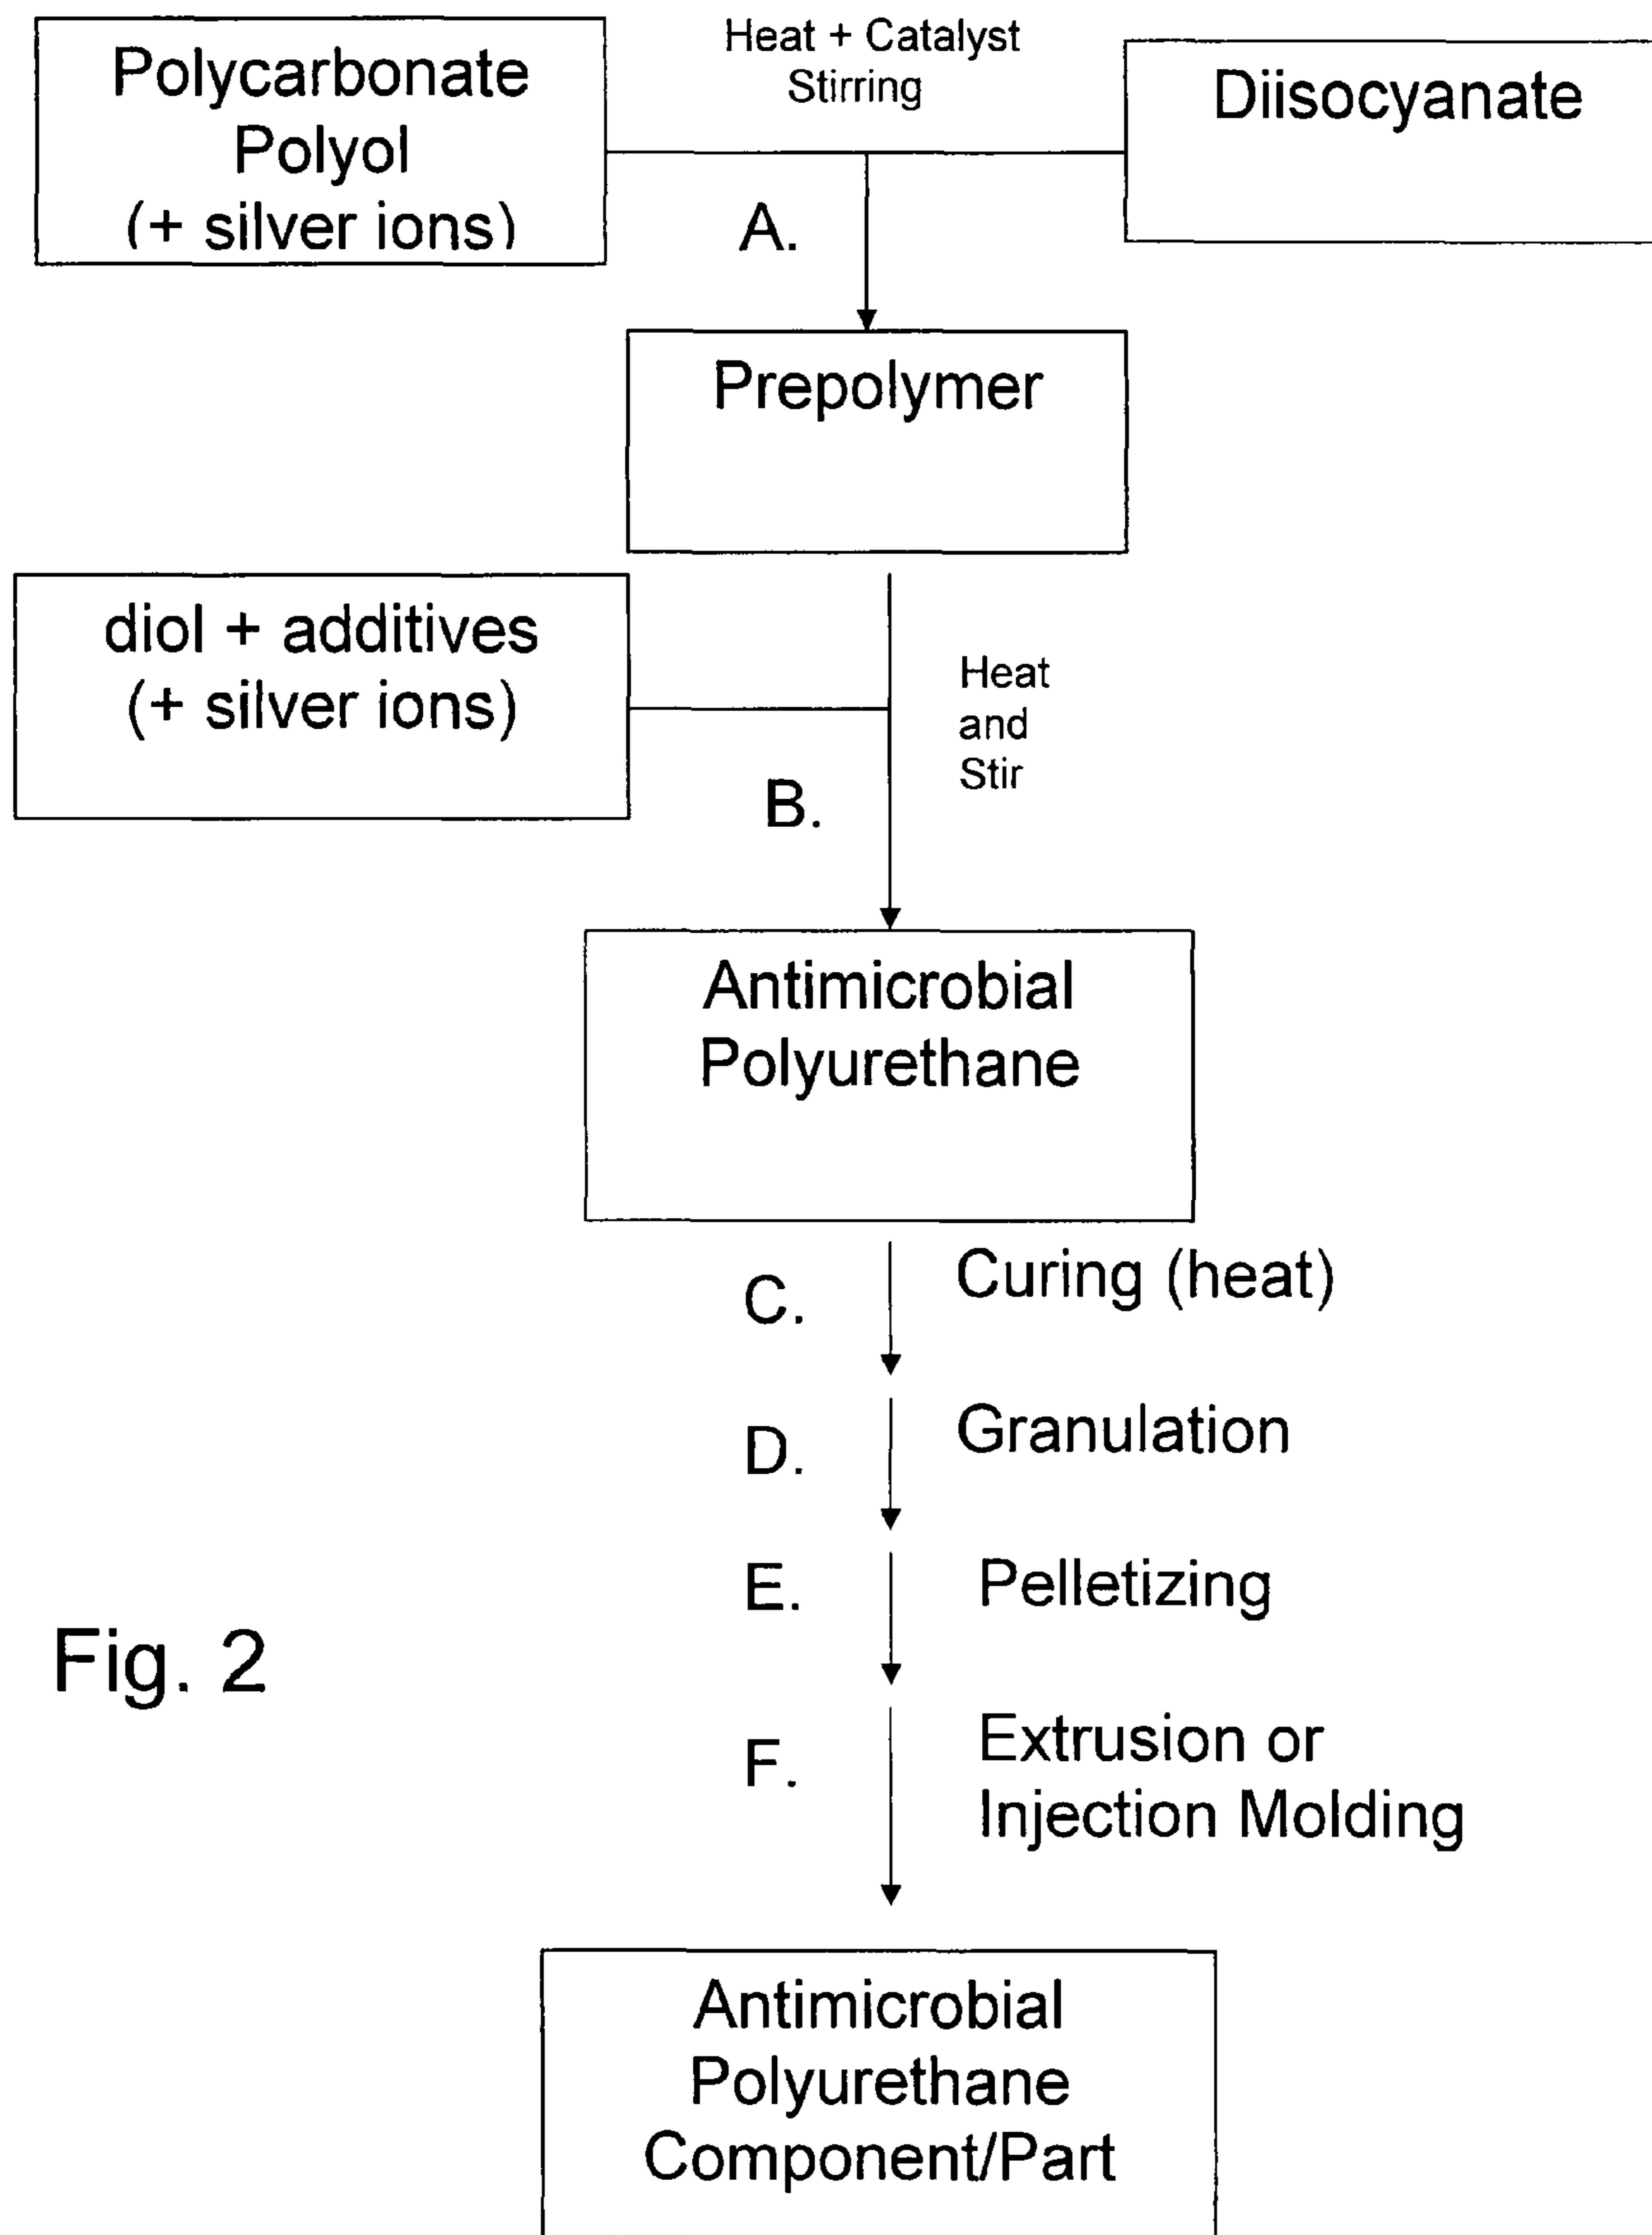 Polycarbonate
Polyol
(+ silver ions)
Heat + Catalyst
Stirring
Diisocyanate
A.
Prepolymer
diol + additives
(+ silver ions)
Heat
and
Stir
B.
Antimicrobial
Polyurethane
C.
Curing (heat)
D.
Granulation
E.
Pelletizing
Fig. 2
F.
Extrusion or
Injection Molding
Antimicrobial
Polyurethane
Component/Part